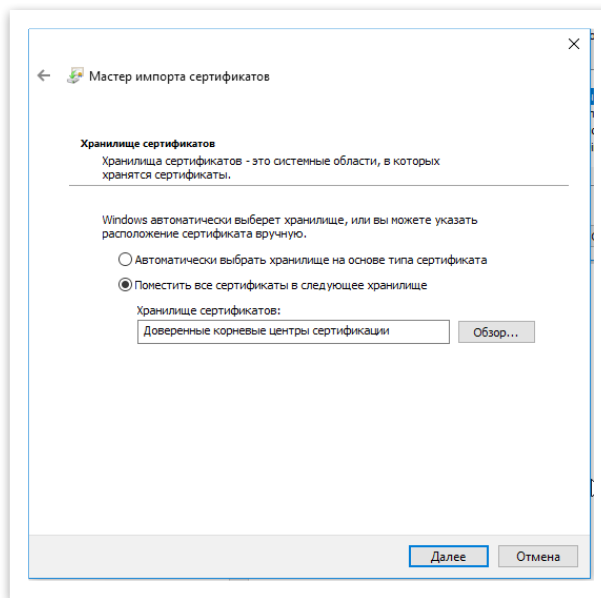 Мастер импорта сертификатов
Хранилище сертификатов
Хранилища сертификатов - это системные области, в которых
хранятся сертификаты.
Windows автоматически выберет хранилище, или вы можете указать
расположение сертификата вручную.
Автоматически выбрать хранилище на основе типа сертификата
Поместить все сертификаты в следующее хранилище
Хранилище сертификатов:
Доверенные корневые центры сертификации
Обзор...
Далее
Отмена